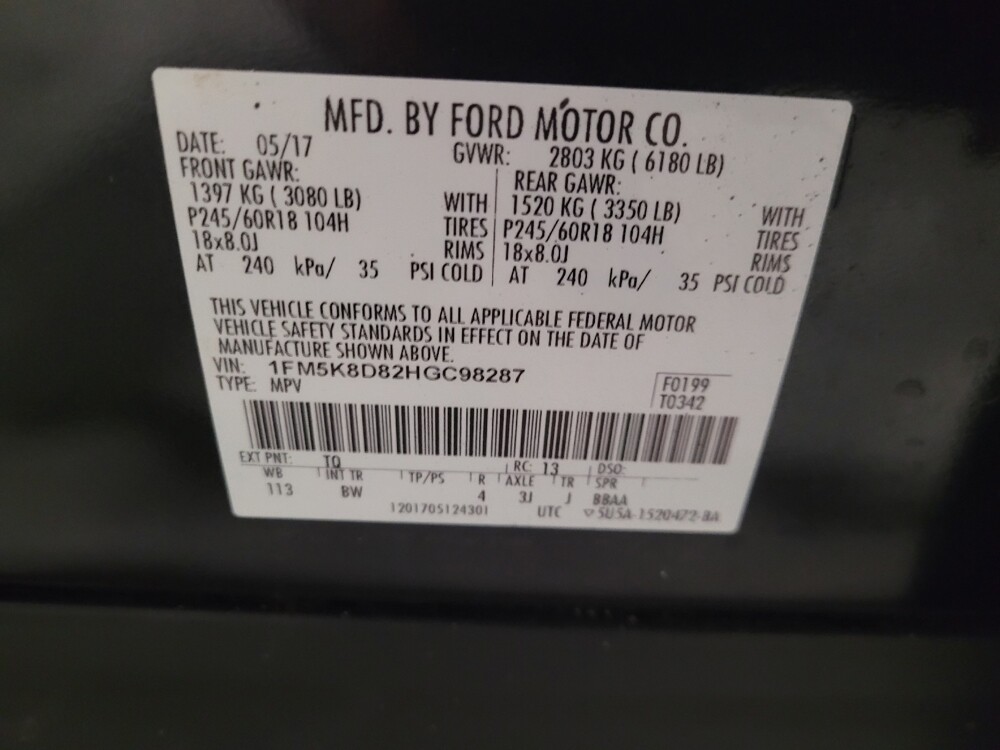 MFD. BY FORD MOTOR CO.
DATE: 05/17 GVWR: 2803 KG ( 6180 LB)
FRONT GAWR: REAR GAWR:
1397 KG ( 3080 LB) WITH 1520 KG ( 3350 LB) WITH
P245/60R18 104H TIRES P245/60R18 104H TIRES
18x8.0J RIMS 18x8.0J RIMS
AT 240 kPa/ 35 PSI COLD AT 240 kPa/ 35 PSI COLD
THIS VEHICLE CONFORMS TO ALL APPLICABLE FEDERAL MOTOR
VEHICLE SAFETY STANDARDS IN EFFECT ON THE DATE OF
MANUFACTURE SHOWN ABOVE.
VIN: 1FM5K8D82HGC98287
TYPE: MPV
F0199
T0342
EXT PNT: TQ RC: 13 DSO:
WB INT TR TP/PS R AXLE TR SPR
113 BW 4 3J J BBAA
1201705124301 UTC ▽5U5A-1520472-BA